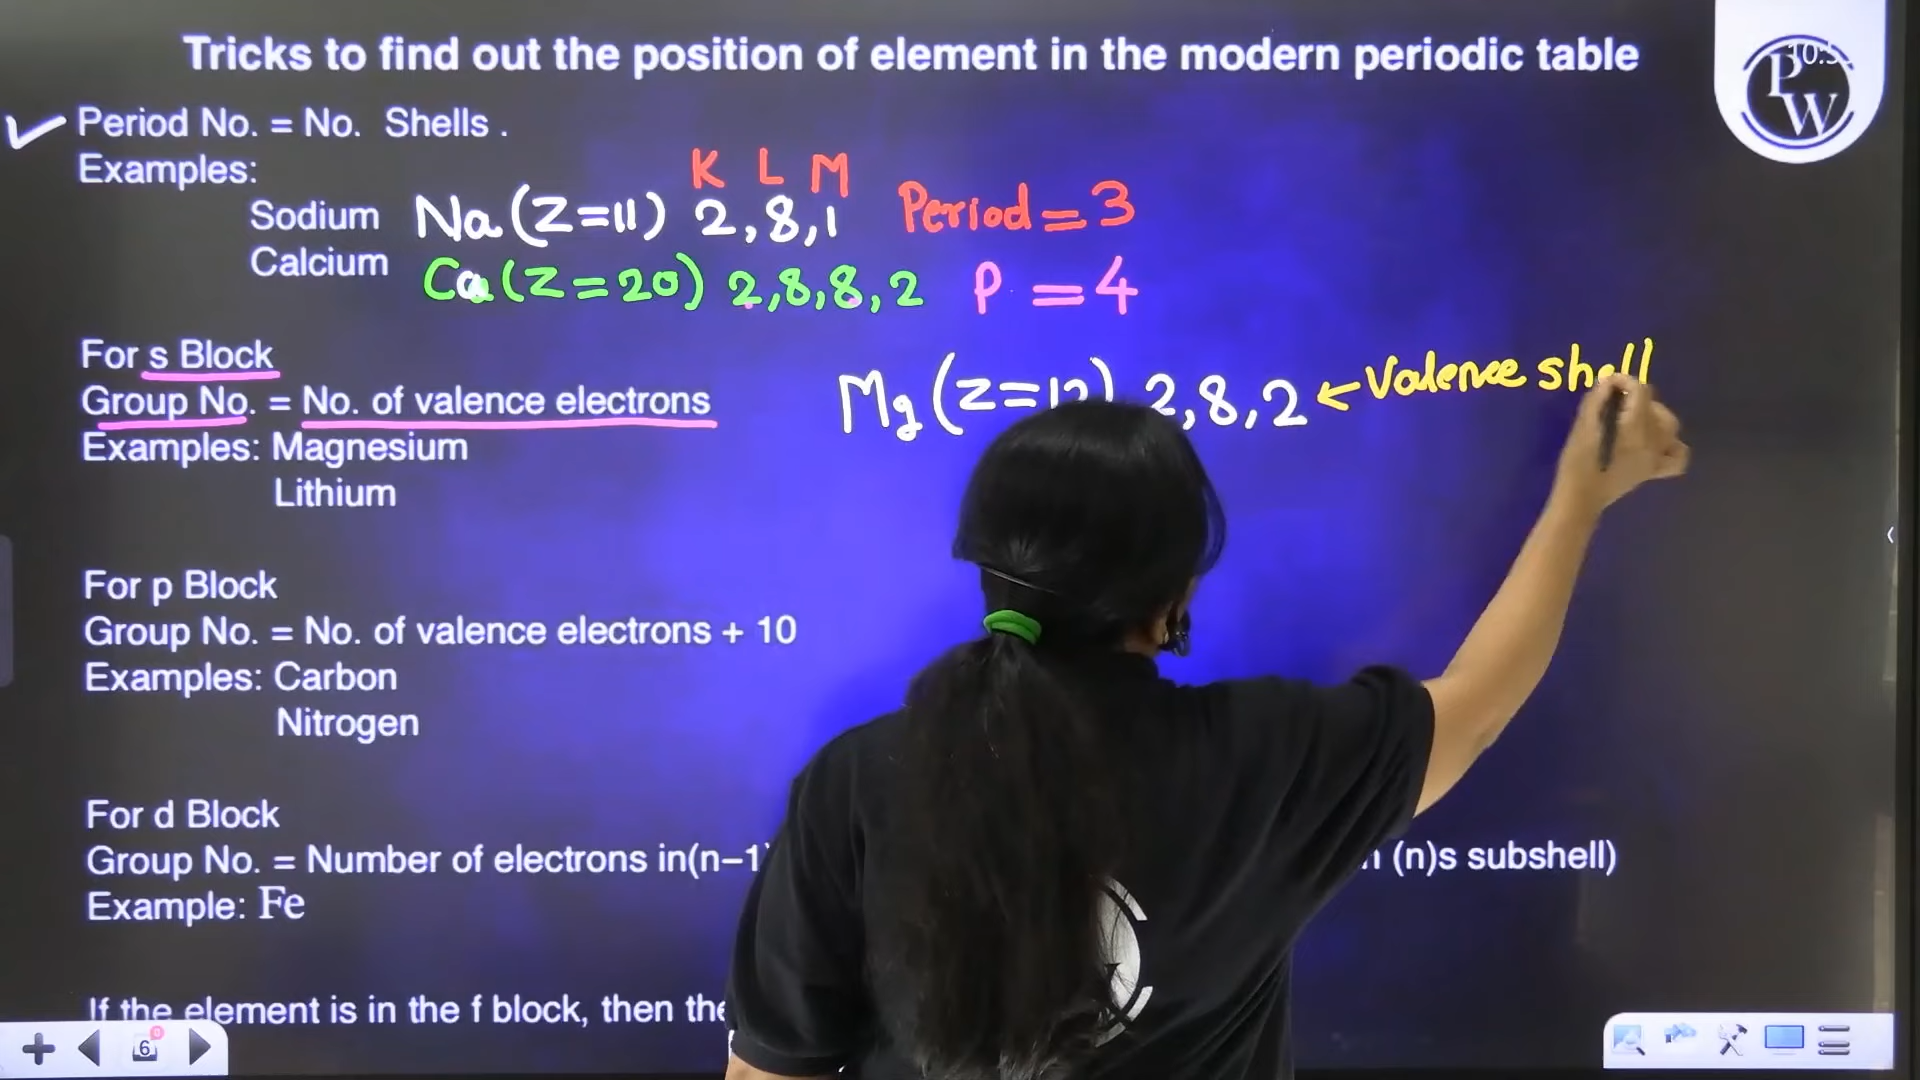 Tricks to find out the position of element in the modern periodic table
10:
PW
Period No. = No. Shells .
Examples:
K L M
Sodium Na (Z=11) 2,8,1 Period = 3
Calcium Ca (Z=20) 2,8,8,2 P = 4
For s Block
Mg (Z=12) 2,8,2 ← Valence shell
Group No. = No. of valence electrons
Examples: Magnesium
Lithium
For p Block
Group No. = No. of valence electrons + 10
Examples: Carbon
Nitrogen
For d Block
Group No. = Number of electrons in(n–1) (n)s subshell)
Example: Fe
If the element is in the f block, then the
6